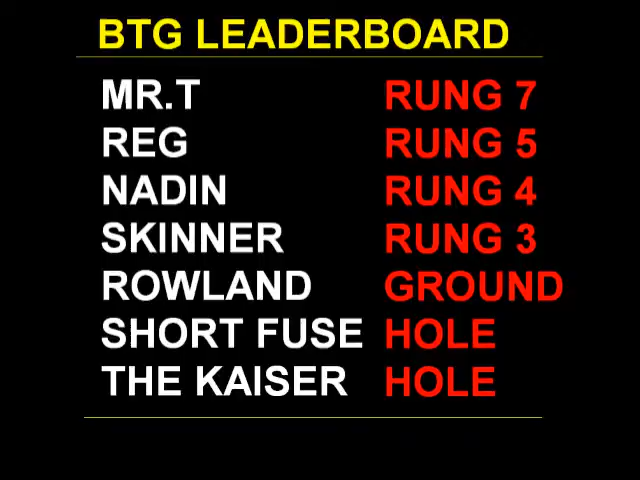 BTG LEADERBOARD
MR.T RUNG 7
REG RUNG 5
NADIN RUNG 4
SKINNER RUNG 3
ROWLAND GROUND
SHORT FUSE HOLE
THE KAISER HOLE